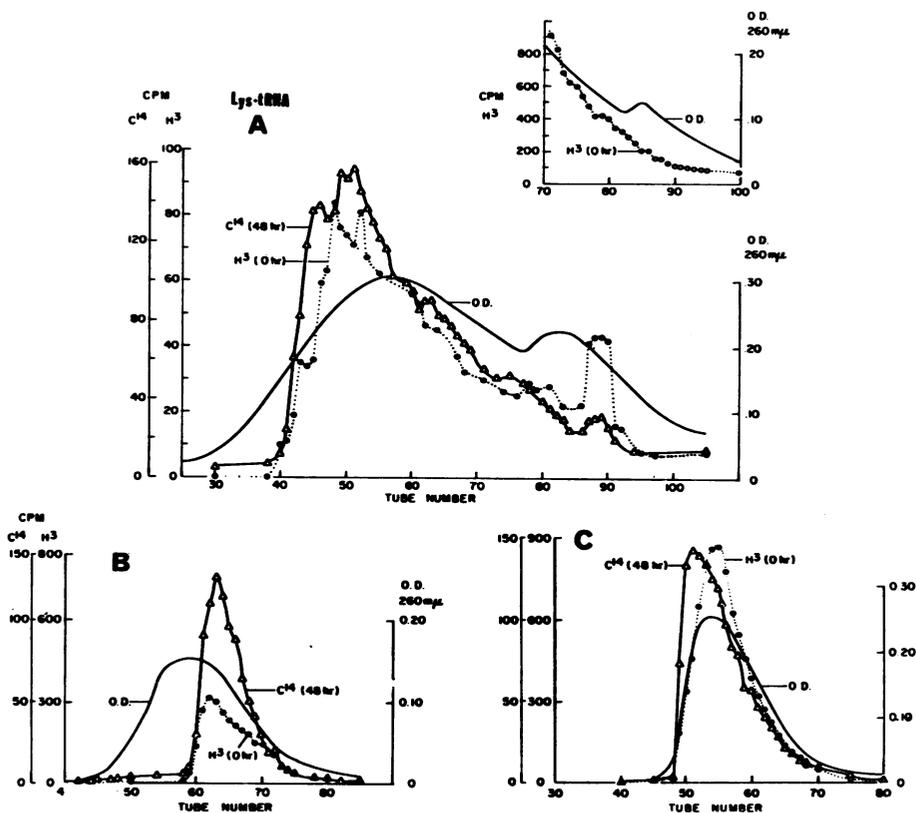 O.D.
260 mμ
800 20
600
CPM
H³
400 O.D. .10
200 H³ (0 hr)
0 0
70 80 90 100
Lys-tRNA
A
CPM
C¹⁴ H³
160 100
80
C¹⁴ (48 hr)
120
H³ (0 hr)
60
80
40
40
20
0 0
O.D.
O.D.
260 mμ
30
20
.10
0
30 40 50 60 70 80 90 100
TUBE NUMBER
B
CPM
C¹⁴ H³
150 800
100 600
50 300
0 0
O.D.
C¹⁴ (48 hr)
H³ (0 hr)
O.D.
260 mμ
0.20
0.10
0
4 50 60 70 80
TUBE NUMBER
C
150 900
100 600
50 300
0 0
C¹⁴ (48 hr)
H³ (0 hr)
O.D.
0.30
0.20
0.10
0
30 40 50 60 70 80
TUBE NUMBER